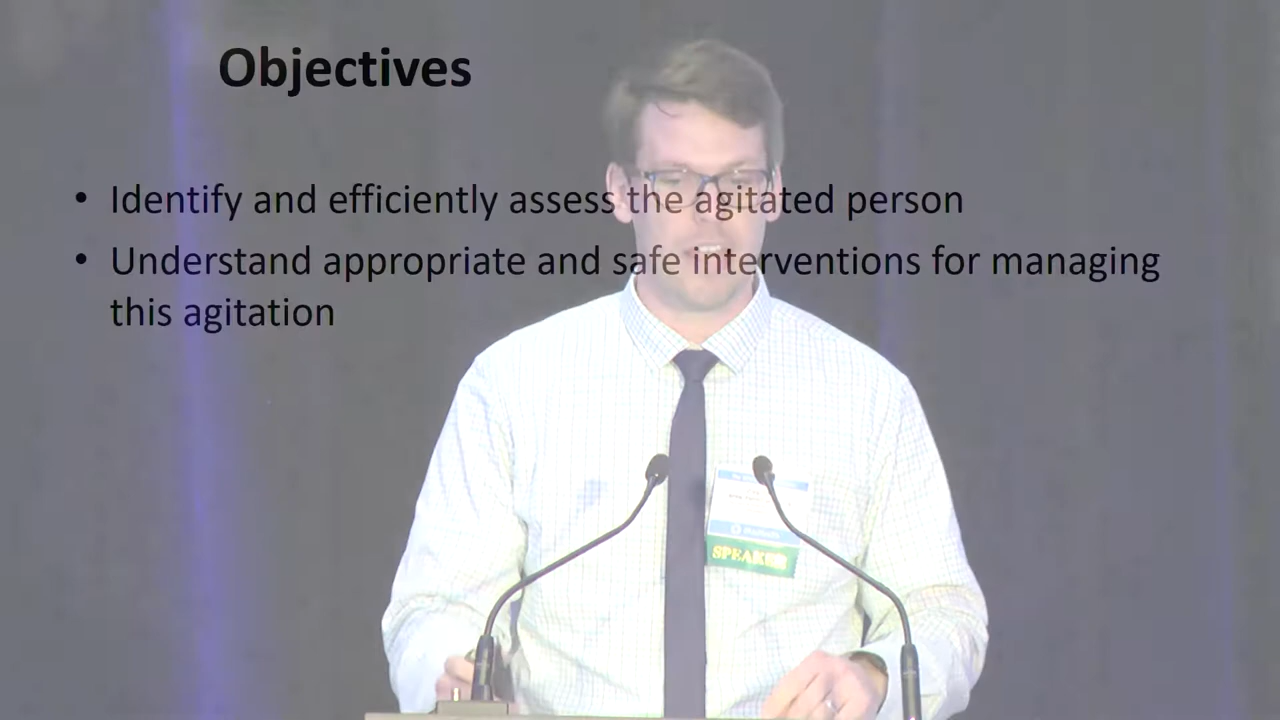 Objectives
• Identify and efficiently assess the agitated person
• Understand appropriate and safe interventions for managing
this agitation
SPEAKER